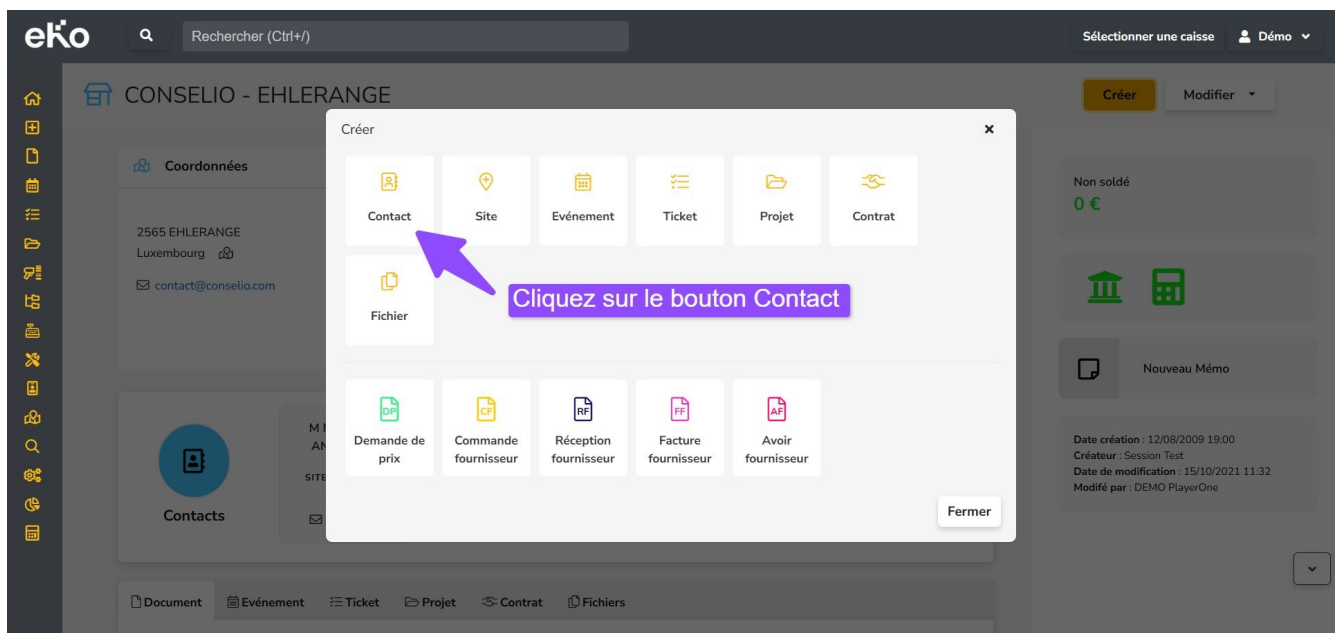 eko
Rechercher (Ctrl+/)
Sélectionner une caisse
Démo
CONSELIO - EHLERANGE
Créer
Modifier
Créer
Coordonnées
2565 EHLERANGE
Luxembourg
contact@conselio.com
Contact
Site
Evénement
Ticket
Projet
Contrat
Fichier
Cliquez sur le bouton Contact
DP
Demande de
prix
CF
Commande
fournisseur
RF
Réception
fournisseur
FF
Facture
fournisseur
AF
Avoir
fournisseur
Fermer
Contacts
SITE
Non soldé
0 €
Nouveau Mémo
Date création : 12/08/2009 19:00
Créateur : Session Test
Date de modification : 15/10/2021 11:32
Modifé par : DEMO PlayerOne
Document
Evénement
Ticket
Projet
Contrat
Fichiers